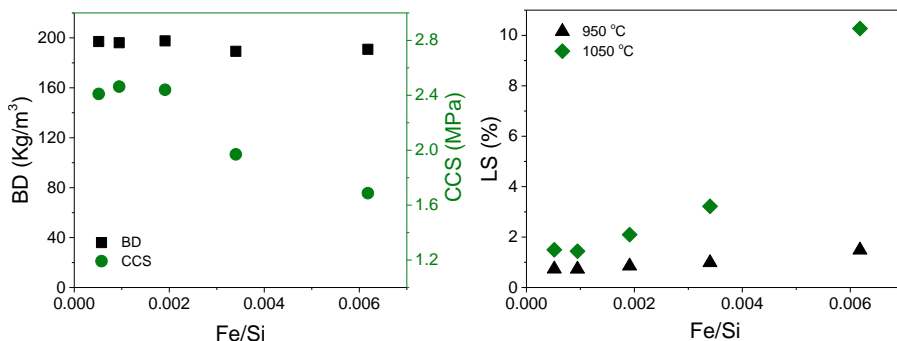 200
160
120
80
40
0
BD (Kg/m³)
BD
CCS
2.8
2.4
2.0
1.6
1.2
CCS (MPa)
0.000
0.002
0.004
0.006
Fe/Si
10
8
6
4
2
0
LS (%)
950 °C
1050 °C
0.000
0.002
0.004
0.006
Fe/Si